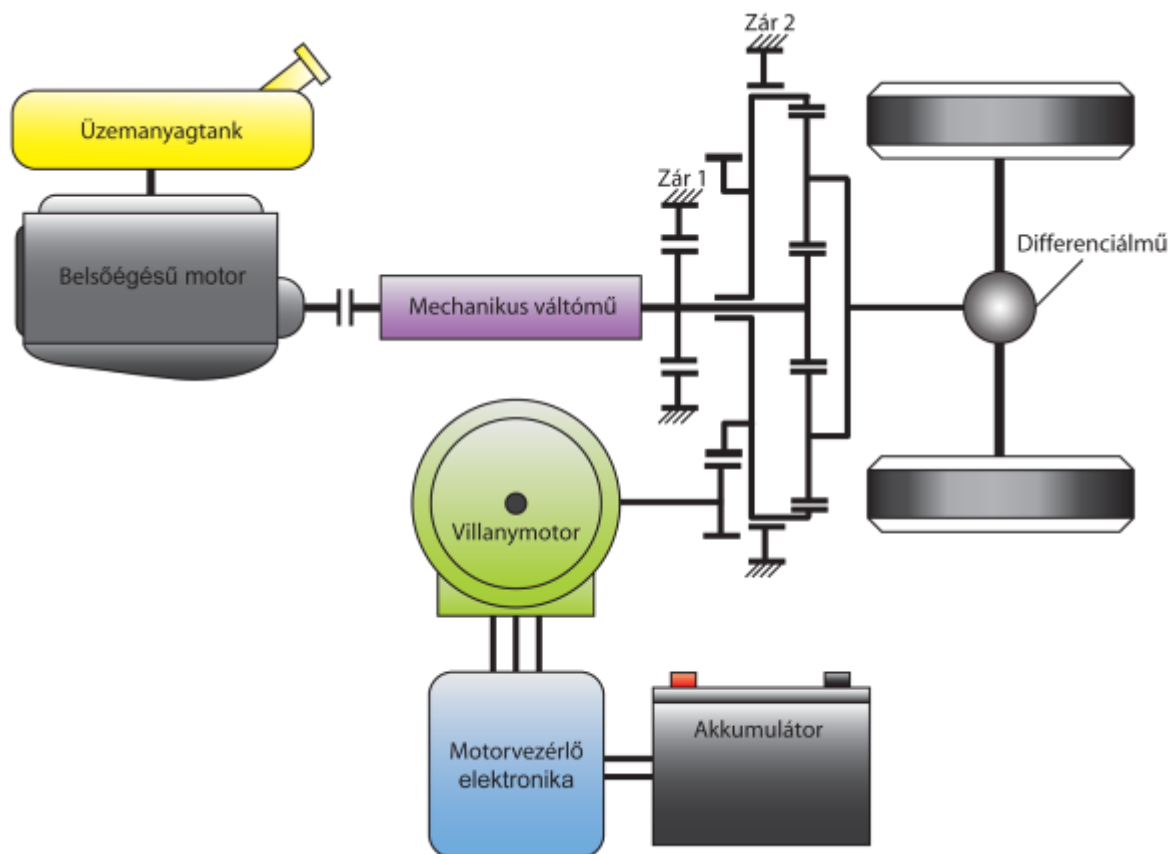 Zár 2
Üzemanyagtank
Zár 1
Belsőégésű motor
Mechanikus váltómű
Differenciálmű
Villanymotor
Motorvezérlő
elektronika
Akkumulátor